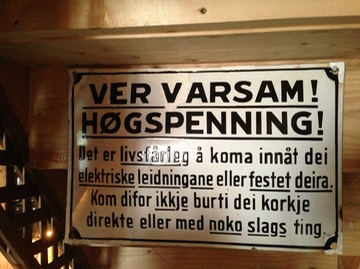 VER VARSAM!
HØGSPENNING!
Det er livsfårleg å koma innåt dei
elektriske leidningane eller festet deira.
Kom difor ikkje burti dei korkje
direkte eller med noko slags ting.